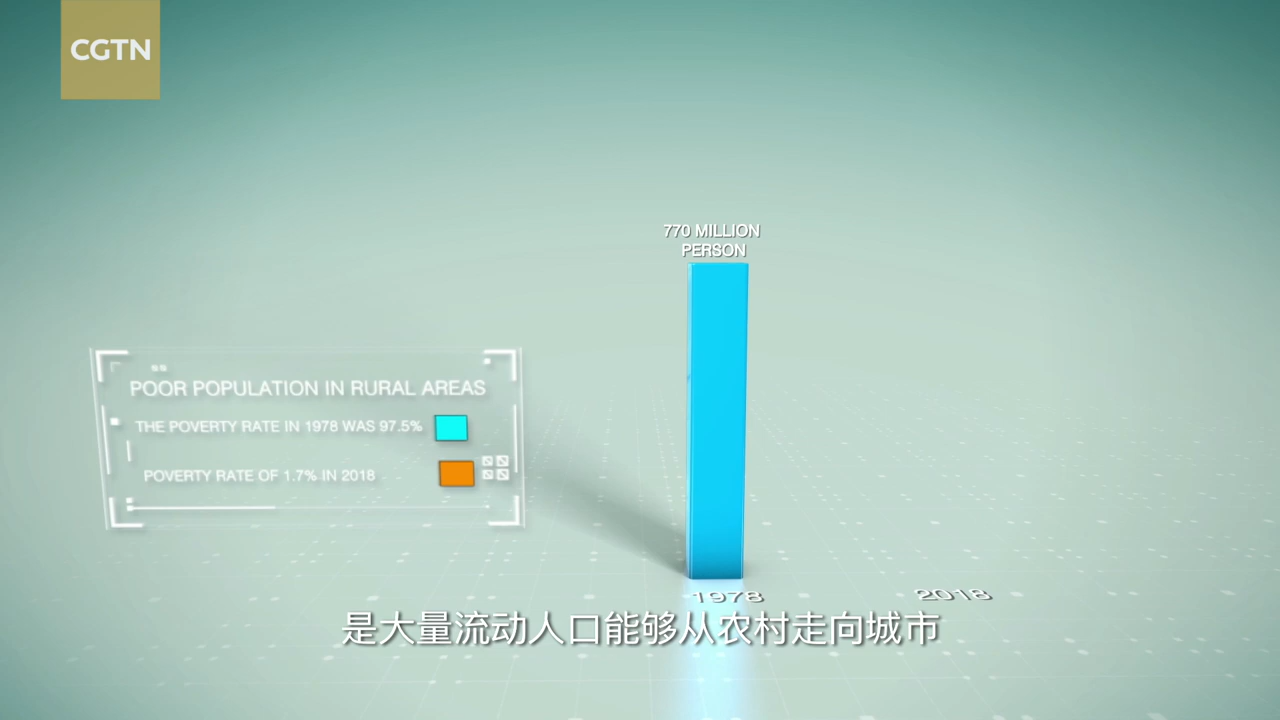 CGTN
770 MILLION
PERSON
POOR POPULATION IN RURAL AREAS
THE POVERTY RATE IN 1978 WAS 97.5%
POVERTY RATE OF 1.7% IN 2018
1978
2018
是大量流动人口能够从农村走向城市